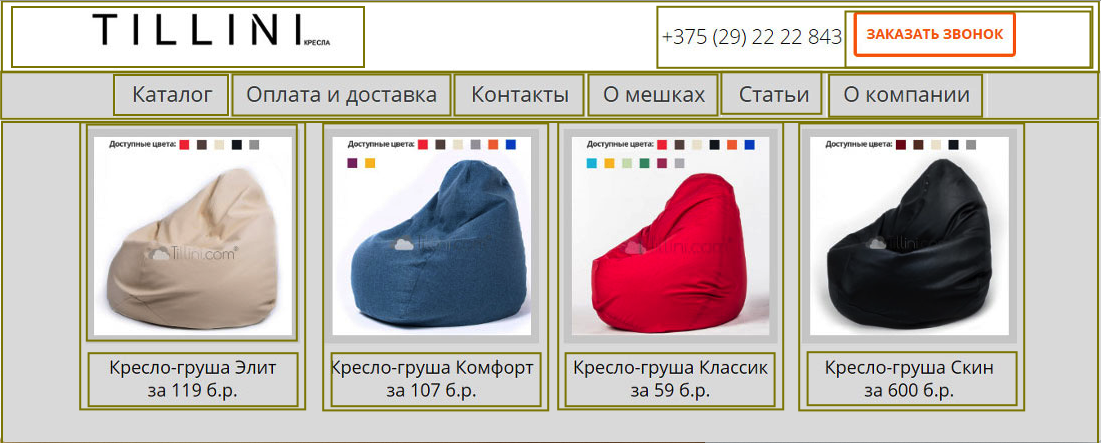 TILLINI КРЕСЛА
+375 (29) 22 22 843
ЗАКАЗАТЬ ЗВОНОК
Каталог
Оплата и доставка
Контакты
О мешках
Статьи
О компании
Доступные цвета:
Доступные цвета:
Доступные цвета:
Доступные цвета:
Tillini.com®
Tillini.com®
Tillini.com®
Tillini.com®
Кресло-груша Элит
за 119 б.р.
Кресло-груша Комфорт
за 107 б.р.
Кресло-груша Классик
за 59 б.р.
Кресло-груша Скин
за 600 б.р.